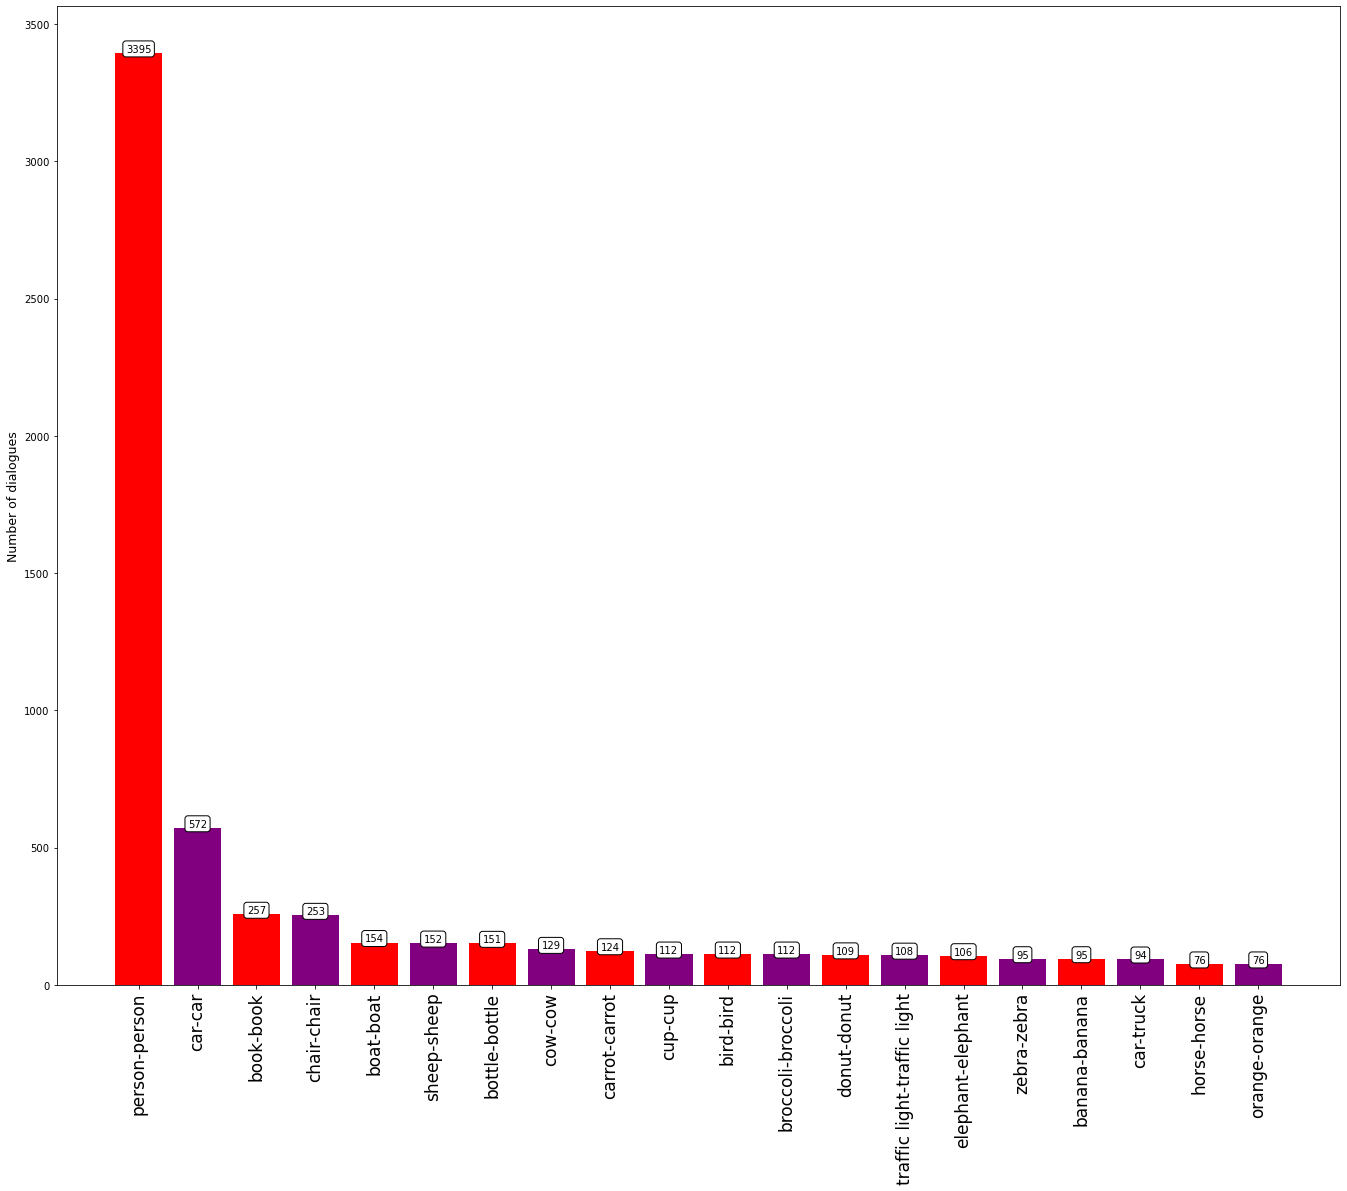 Number of dialogues
3500
3000
2500
2000
1500
1000
500
0
3395
572
257
253
154
152
151
129
124
112
112
112
109
108
106
95
95
94
76
76
person-person
car-car
book-book
chair-chair
boat-boat
sheep-sheep
bottle-bottle
cow-cow
carrot-carrot
cup-cup
bird-bird
broccoli-broccoli
donut-donut
traffic light-traffic light
elephant-elephant
zebra-zebra
banana-banana
car-truck
horse-horse
orange-orange